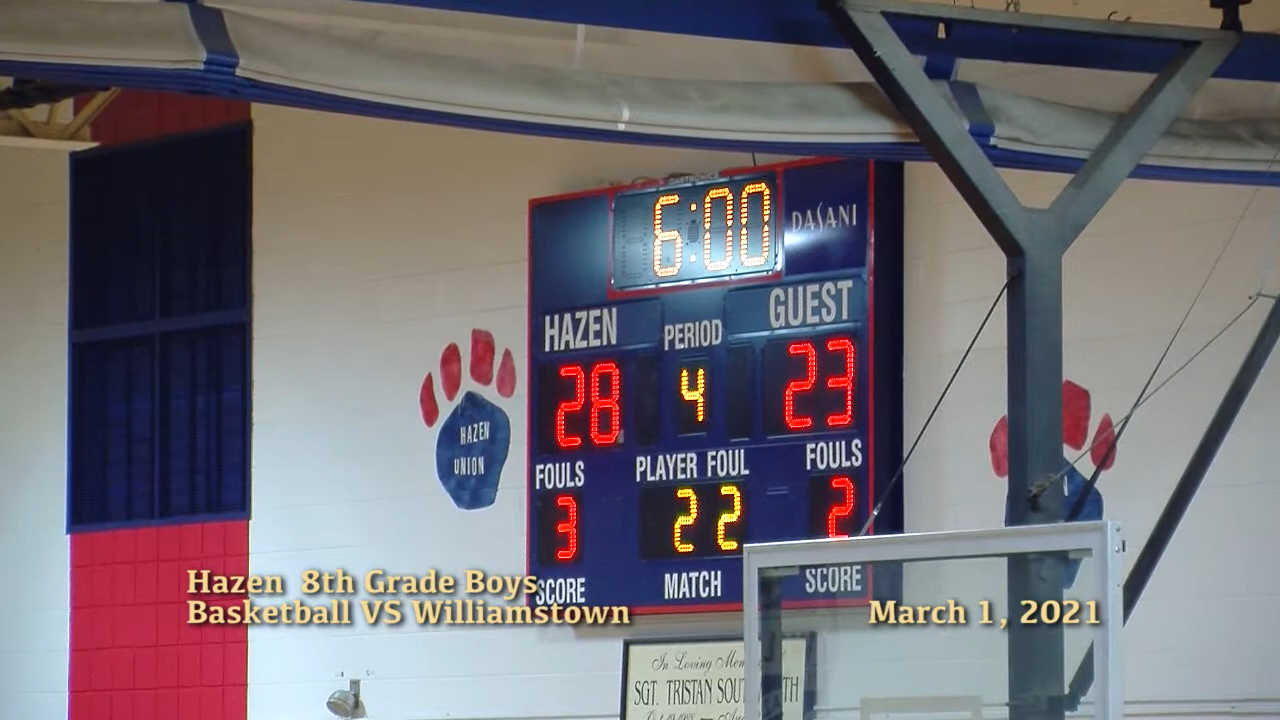 DAKTRONICS
6:00
DASANI
HAZEN
PERIOD
GUEST
28
4
23
FOULS
PLAYER FOUL
FOULS
3
22
2
SCORE
MATCH
SCORE
HAZEN
UNION
Hazen 8th Grade Boys
Basketball VS Williamstown
March 1, 2021
In Loving
SGT. TRISTAN